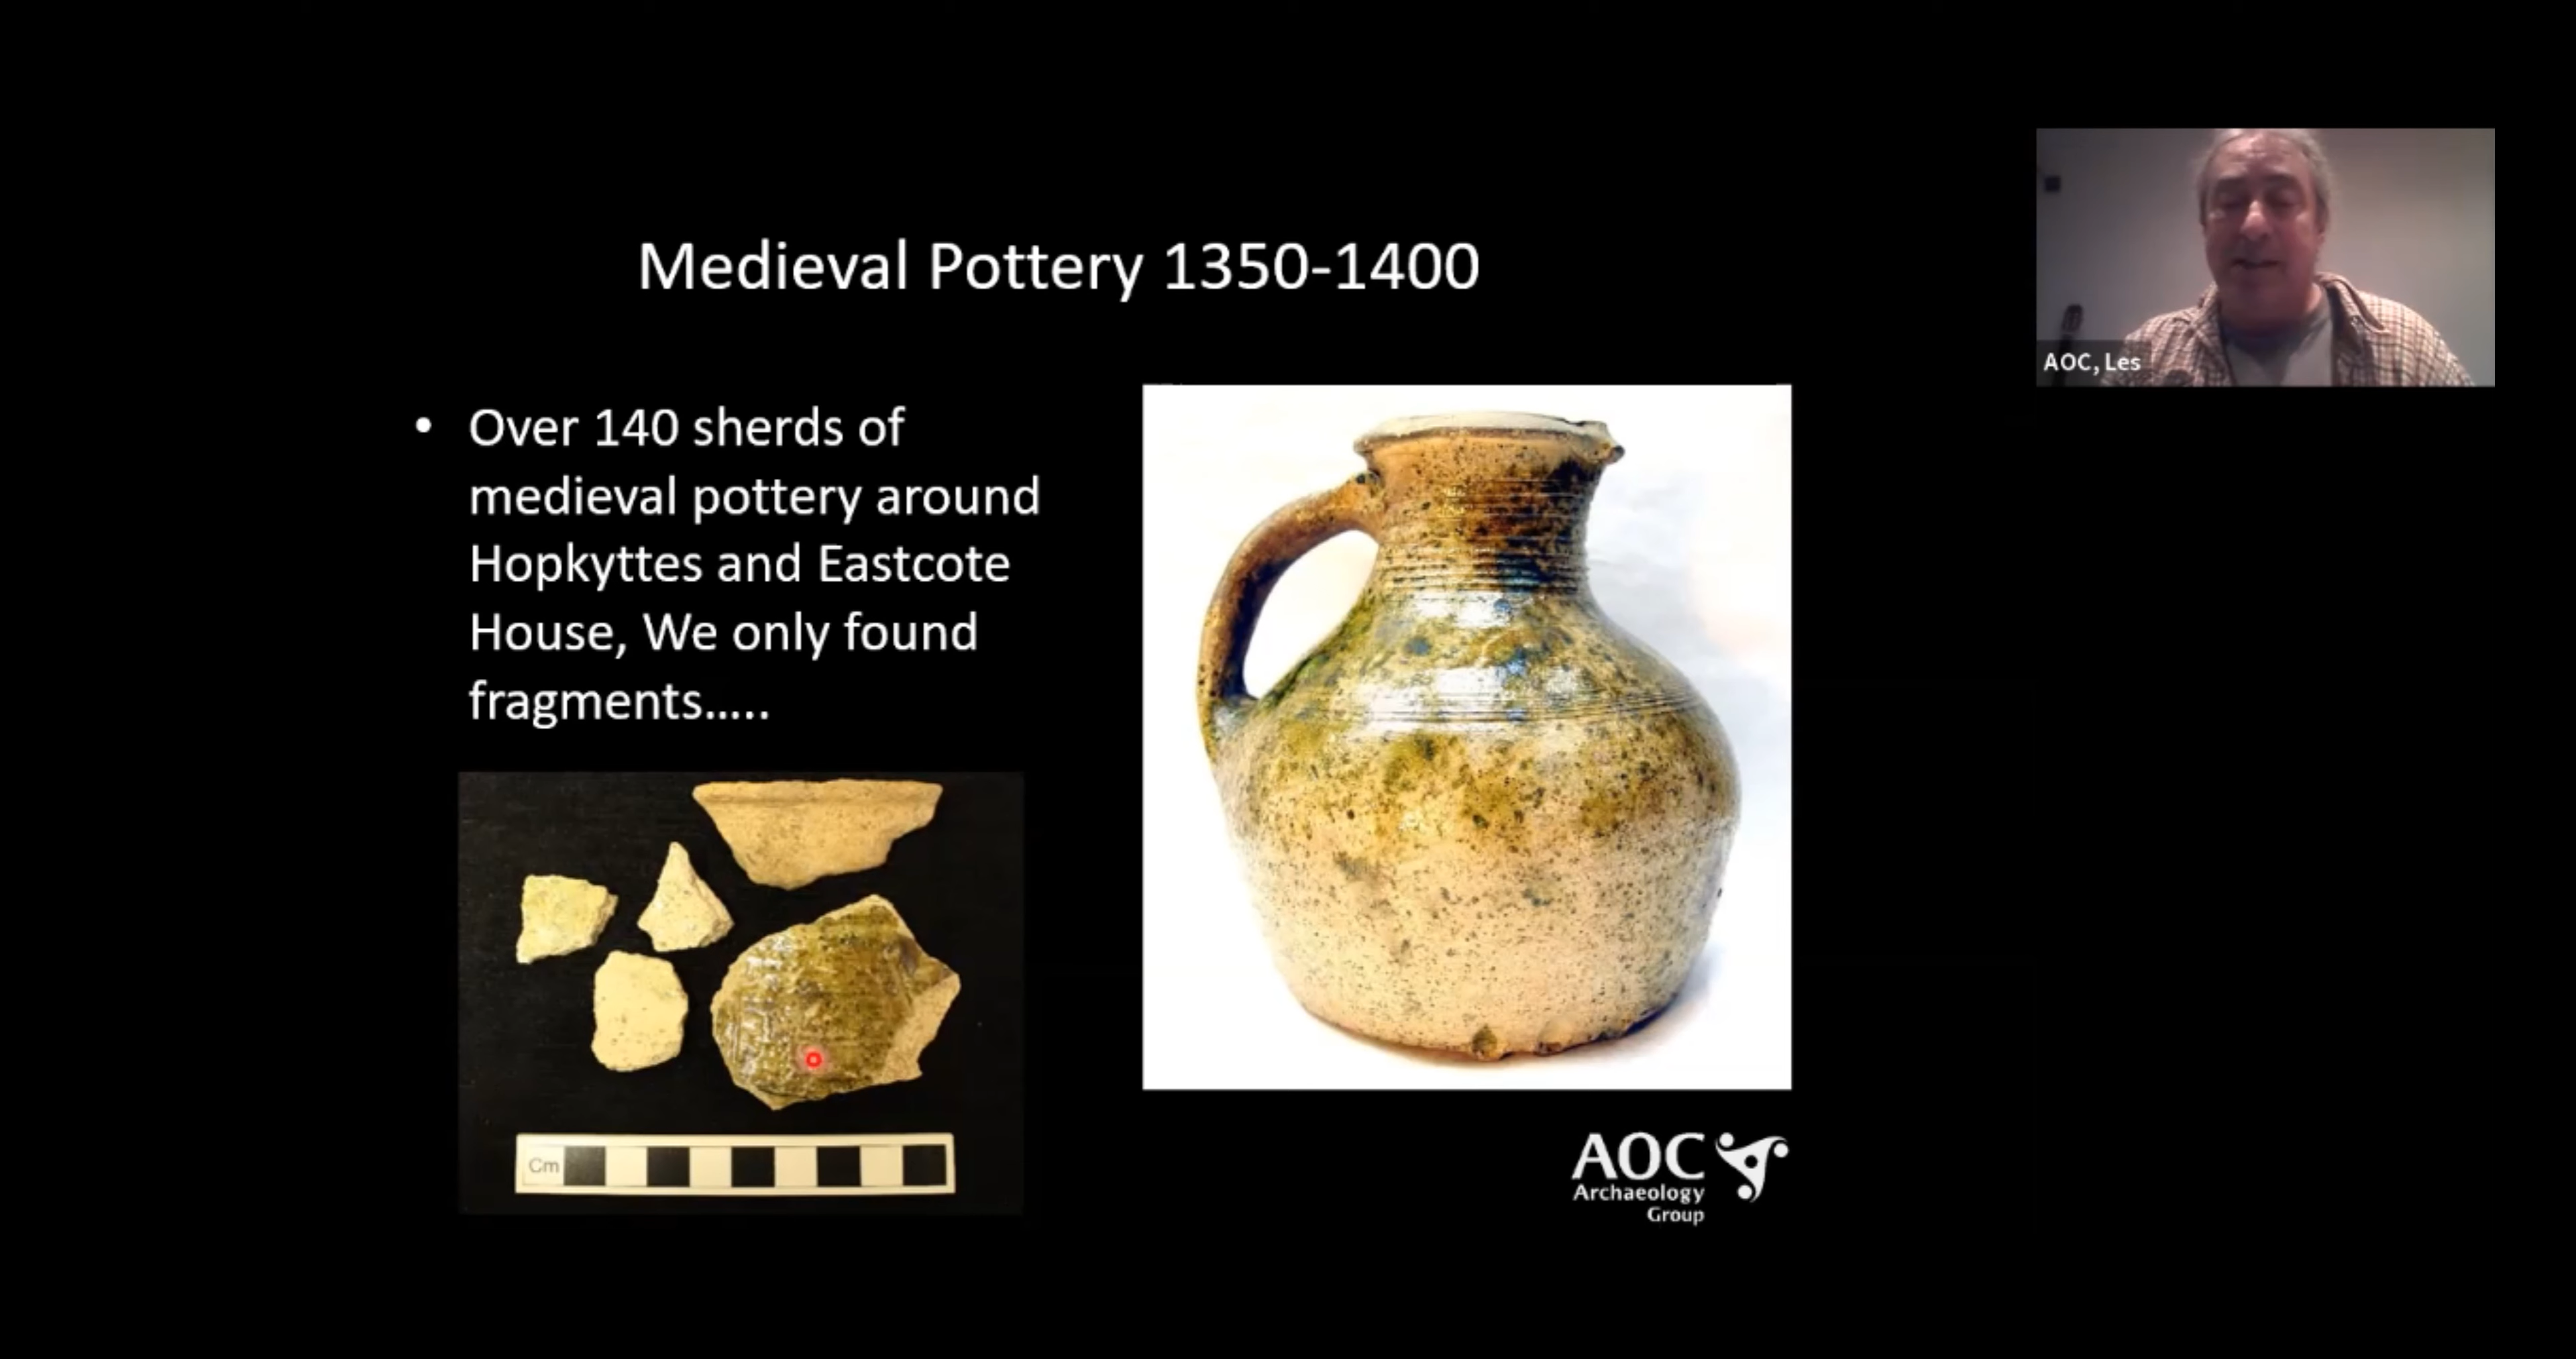 Medieval Pottery 1350-1400
AOC, Les
• Over 140 sherds of
medieval pottery around
Hopkyttes and Eastcote
House, We only found
fragments.....
Cm
AOC
Archaeology
Group